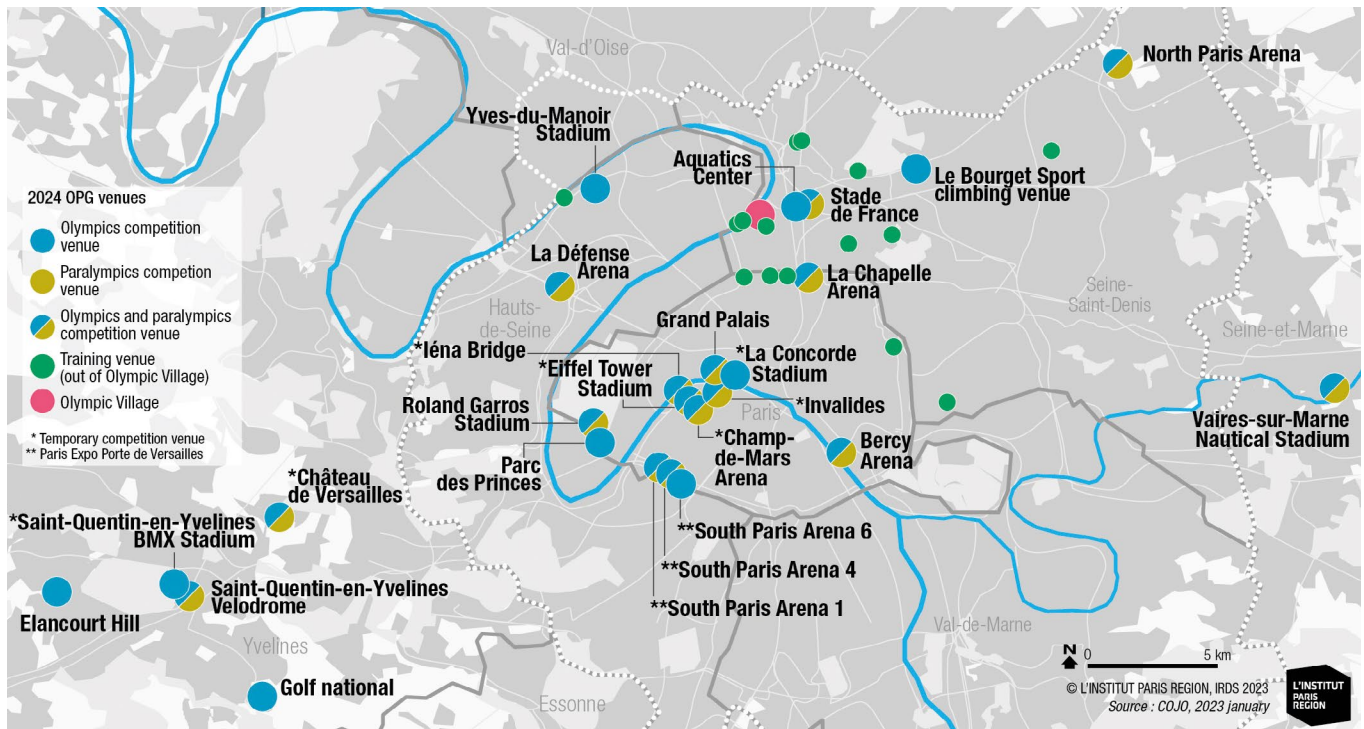 Val-d'Oise
North Paris Arena
Yves-du-Manoir
Stadium
Aquatics
Center
Le Bourget Sport
climbing venue
Stade
de France
2024 OPG venues
Olympics competition
venue
Paralympics competion
venue
Olympics and paralympics
competition venue
Training venue
(out of Olympic Village)
Olympic Village
* Temporary competition venue
** Paris Expo Porte de Versailles
La Défense
Arena
La Chapelle
Arena
Hauts-
de-Seine
Seine-
Saint-Denis
Seine-et-Marne
Grand Palais
*Iéna Bridge
*La Concorde
Stadium
*Eiffel Tower
Stadium
Paris
*Invalides
Roland Garros
Stadium
Vaires-sur-Marne
Nautical Stadium
Parc
des Princes
*Champ-
de-Mars
Arena
Bercy
Arena
*Château
de Versailles
*Saint-Quentin-en-Yvelines
BMX Stadium
**South Paris Arena 6
**South Paris Arena 4
**South Paris Arena 1
Saint-Quentin-en-Yvelines
Velodrome
Elancourt Hill
Yvelines
Val-de-Marne
Golf national
Essonne
N
0 5 km
© L'INSTITUT PARIS REGION, IRDS 2023
Source : COJO, 2023 january
L'INSTITUT
PARIS
REGION